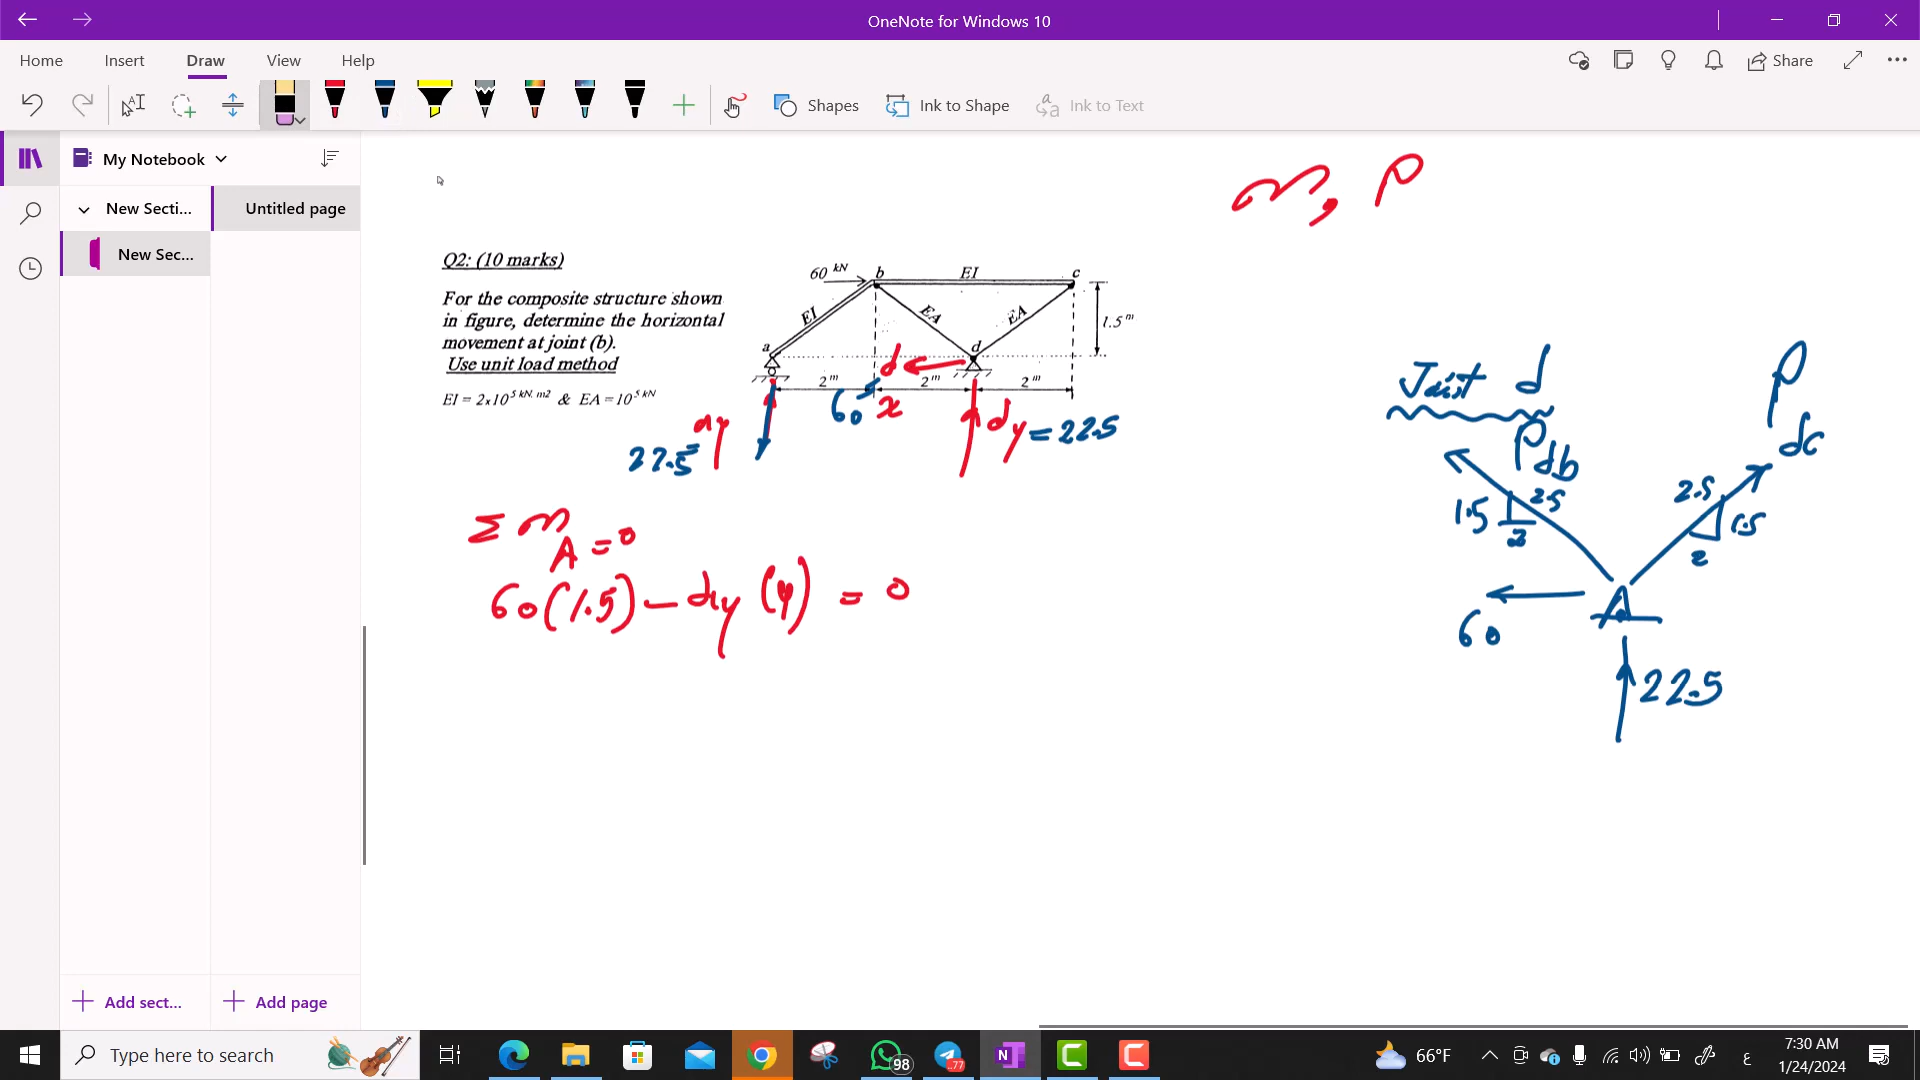 OneNote for Windows 10
Home Insert Draw View Help
Share
Shapes Ink to Shape Ink to Text
My Notebook
New Secti...
Untitled page
New Sec...
m, P
Q2: (10 marks)
For the composite structure shown
in figure, determine the horizontal
movement at joint (b).
Use unit load method
EI = 2x10⁵ kN. m2 & EA = 10⁵ kN
60 kN b EI c
EI EA EA 1.5 m
a d
2 m 2 m 2 m
60 = d x
22.5 = ay
dy = 22.5
Σ m A = 0
60(1.5) - dy (4) = 0
Joint d
P db
P dc
1.5 2.5 2
2.5 1.5 2
60
22.5
Add sect... Add page
Type here to search
98
.77
66°F
ع
7:30 AM
1/24/2024